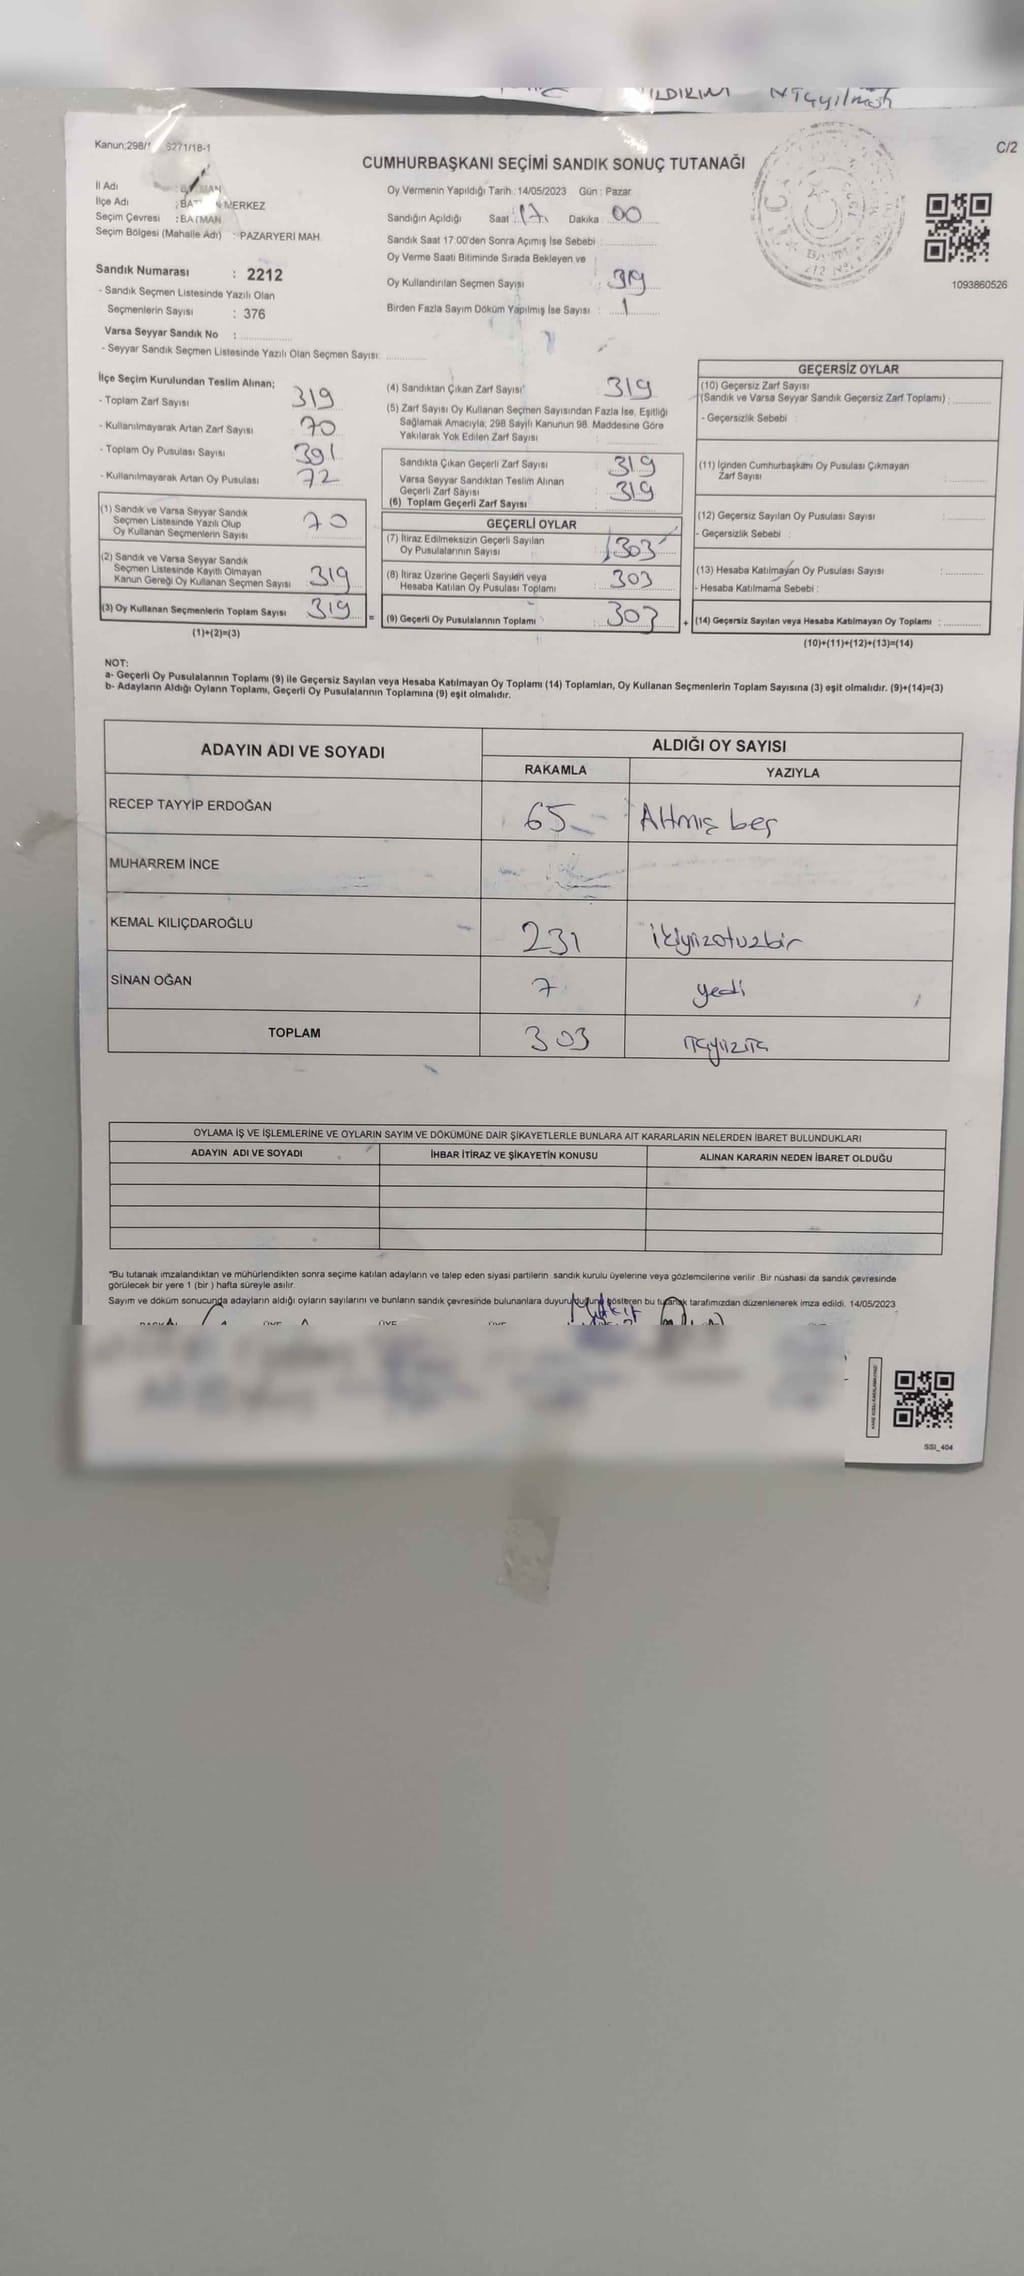 C/2
CUMHURBAŞKANI SEÇİMİ SANDIK SONUÇ TUTANAĞI
İl Adı
İlçe Adı : MERKEZ
Seçim Çevresi : BATMAN
Seçim Bölgesi (Mahalle Adı) : PAZARYERİ MAH.
Sandık Numarası : 2212
- Sandık Seçmen Listesinde Yazılı Olan
Seçmenlerin Sayısı : 376
Varsa Seyyar Sandık No :
- Seyyar Sandık Seçmen Listesinde Yazılı Olan Seçmen Sayısı:
Oy Vermenin Yapıldığı Tarih : 14/05/2023 Gün : Pazar
Sandığın Açıldığı Saat : 17 Dakika : 00
Sandık Saat 17:00'den Sonra Açımış İse Sebebi :
Oy Verme Saati Bitiminde Sırada Bekleyen ve :
Oy Kullandırılan Seçmen Sayısı 319
Birden Fazla Sayım Döküm Yapılmış İse Sayısı : 1
1093860526
İlçe Seçim Kurulundan Teslim Alınan;
- Toplam Zarf Sayısı 319
- Kullanılmayarak Artan Zarf Sayısı : 70
- Toplam Oy Pusulası Sayısı 391
- Kullanılmayarak Artan Oy Pusulası : 72
(1) Sandık ve Varsa Seyyar Sandık
Seçmen Listesinde Yazılı Olup
Oy Kullanan Seçmenlerin Sayısı : 70
(2) Sandık ve Varsa Seyyar Sandık
Seçmen Listesinde Kayıtlı Olmayan
Kanun Gereği Oy Kullanan Seçmen Sayısı : 319
(3) Oy Kullanan Seçmenlerin Toplam Sayısı : 319 =
(1)+(2)=(3)
(4) Sandıktan Çıkan Zarf Sayısı 319
(5) Zarf Sayısı Oy Kullanan Seçmen Sayısından Fazla İse, Eşitliği
Sağlamak Amacıyla; 298 Sayılı Kanunun 98. Maddesine Göre
Yakılarak Yok Edilen Zarf Sayısı :
Sandıkta Çıkan Geçerli Zarf Sayısı 319
Varsa Seyyar Sandıktan Teslim Alınan
Geçerli Zarf Sayısı : 319
(6) Toplam Geçerli Zarf Sayısı :
GEÇERLİ OYLAR
(7) İtiraz Edilmeksizin Geçerli Sayılan
Oy Pusulalarının Sayısı : 303
(8) İtiraz Üzerine Geçerli Sayılan veya
Hesaba Katılan Oy Pusulası Toplamı : 303
(9) Geçerli Oy Pusulalarının Toplamı : 303 +
GEÇERSİZ OYLAR
(10) Geçersiz Zarf Sayısı
(Sandık ve Varsa Seyyar Sandık Geçersiz Zarf Toplamı) :
- Geçersizlik Sebebi :
(11) İçinden Cumhurbaşkanı Oy Pusulası Çıkmayan
Zarf Sayısı :
(12) Geçersiz Sayılan Oy Pusulası Sayısı :
- Geçersizlik Sebebi :
(13) Hesaba Katılmayan Oy Pusulası Sayısı :
- Hesaba Katılmama Sebebi :
(14) Geçersiz Sayılan veya Hesaba Katılmayan Oy Toplamı :
(10)+(11)+(12)+(13)=(14)
NOT:
a- Geçerli Oy Pusulalarının Toplamı (9) ile Geçersiz Sayılan veya Hesaba Katılmayan Oy Toplamı (14) Toplamları, Oy Kullanan Seçmenlerin Toplam Sayısına (3) eşit olmalıdır. (9)+(14)=(3)
b- Adayların Aldığı Oyların Toplamı, Geçerli Oy Pusulalarının Toplamına (9) eşit olmalıdır.
ADAYIN ADI VE SOYADI ALDIĞI OY SAYISI
RAKAMLA YAZIYLA
RECEP TAYYİP ERDOĞAN 65 Altmış beş
MUHARREM İNCE
KEMAL KILIÇDAROĞLU 231 ikiyüzotuzbir
SİNAN OĞAN 7 yedi
TOPLAM 303 üçyüzüç
OYLAMA İŞ VE İŞLEMLERİNE VE OYLARIN SAYIM VE DÖKÜMÜNE DAİR ŞİKAYETLERLE BUNLARA AİT KARARLARIN NELERDEN İBARET BULUNDUKLARI
ADAYIN ADI VE SOYADI İHBAR İTİRAZ VE ŞİKAYETİN KONUSU ALINAN KARARIN NEDEN İBARET OLDUĞU
"Bu tutanak imzalandıktan ve mühürlendikten sonra seçime katılan adayların ve talep eden siyasi partilerin sandık kurulu üyelerine veya gözlemcilerine verilir. Bir nüshası da sandık çevresinde
görülecek bir yere 1 (bir) hafta süreyle asılır.
Sayım ve döküm sonucunda adayların aldığı oyların sayılarını ve bunların sandık çevresinde bulunanlara duyurulduğunu gösteren bu tutanak tarafımızdan düzenlenerek imza edildi. 14/05/2023
SSI_404